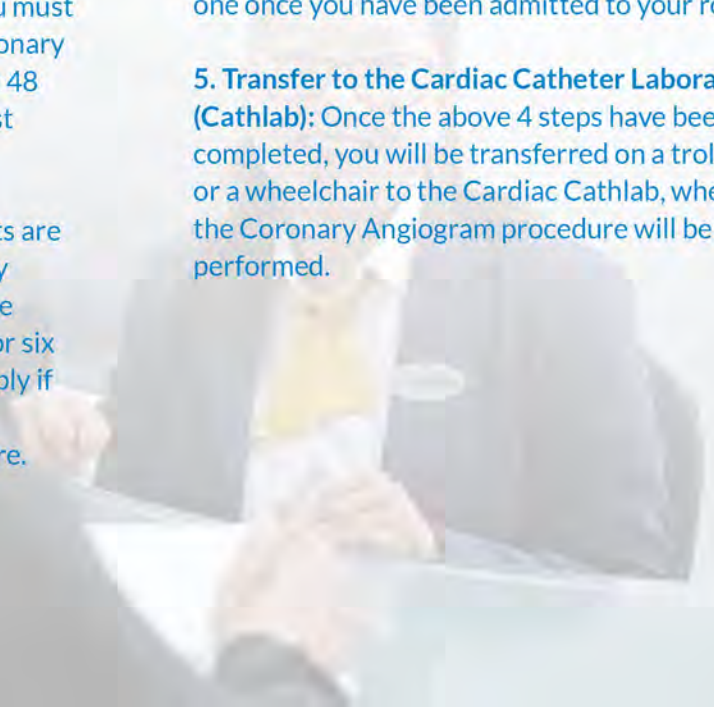 u must
onary
48
st
ts are
y
e
or six
ply if
re.
one once you have been admitted to your ro
5. Transfer to the Cardiac Catheter Labora
(Cathlab): Once the above 4 steps have bee
completed, you will be transferred on a trol
or a wheelchair to the Cardiac Cathlab, whe
the Coronary Angiogram procedure will be
performed.